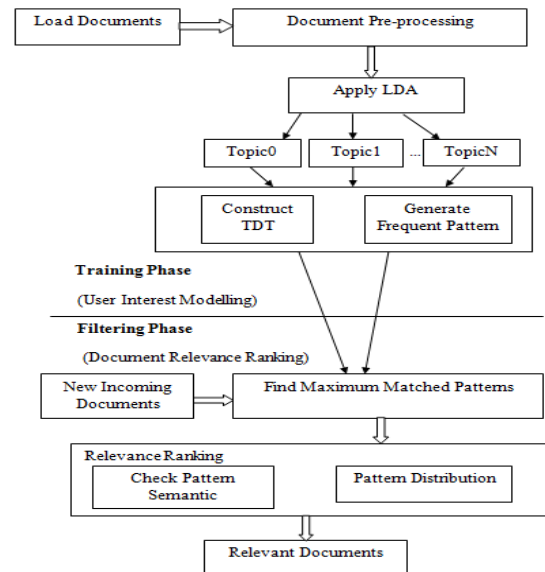 Load Documents
Document Pre-processing
Apply LDA
Topic0
Topic1
...
TopicN
Construct
TDT
Generate
Frequent Pattern
Training Phase
(User Interest Modelling)
Filtering Phase
(Document Relevance Ranking)
New Incoming
Documents
Find Maximum Matched Patterns
Relevance Ranking
Check Pattern
Semantic
Pattern Distribution
Relevant Documents